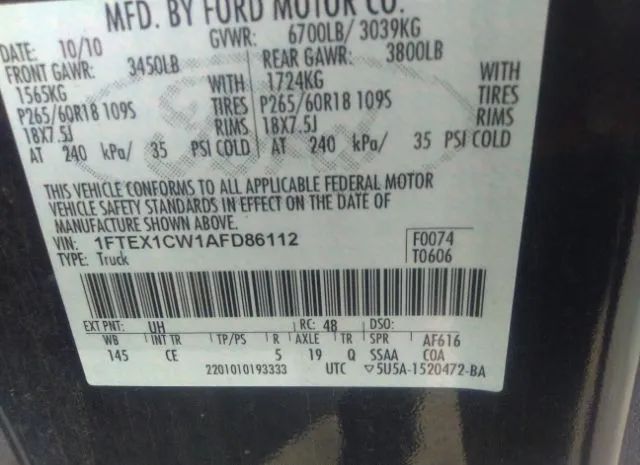 MFD. BY FORD MOTOR CO.
DATE: 10/10 GVWR: 6700LB/ 3039KG
FRONT GAWR: 3450LB REAR GAWR: 3800LB
1565KG WITH 1724KG WITH
P265/60R18 109S TIRES P265/60R18 109S TIRES
18X7.5J RIMS 18X7.5J RIMS
AT 240 kPa/ 35 PSI COLD AT 240 kPa/ 35 PSI COLD
THIS VEHICLE CONFORMS TO ALL APPLICABLE FEDERAL MOTOR
VEHICLE SAFETY STANDARDS IN EFFECT ON THE DATE OF
MANUFACTURE SHOWN ABOVE.
VIN: 1FTEX1CW1AFD86112 F0074
TYPE: Truck T0606
EXT PNT: UH RC: 48 DSO:
WB INT TR TP/PS R AXLE TR SPR AF616
145 CE 5 19 Q SSAA COA
2201010193333 UTC ▽5U5A-1520472-BA